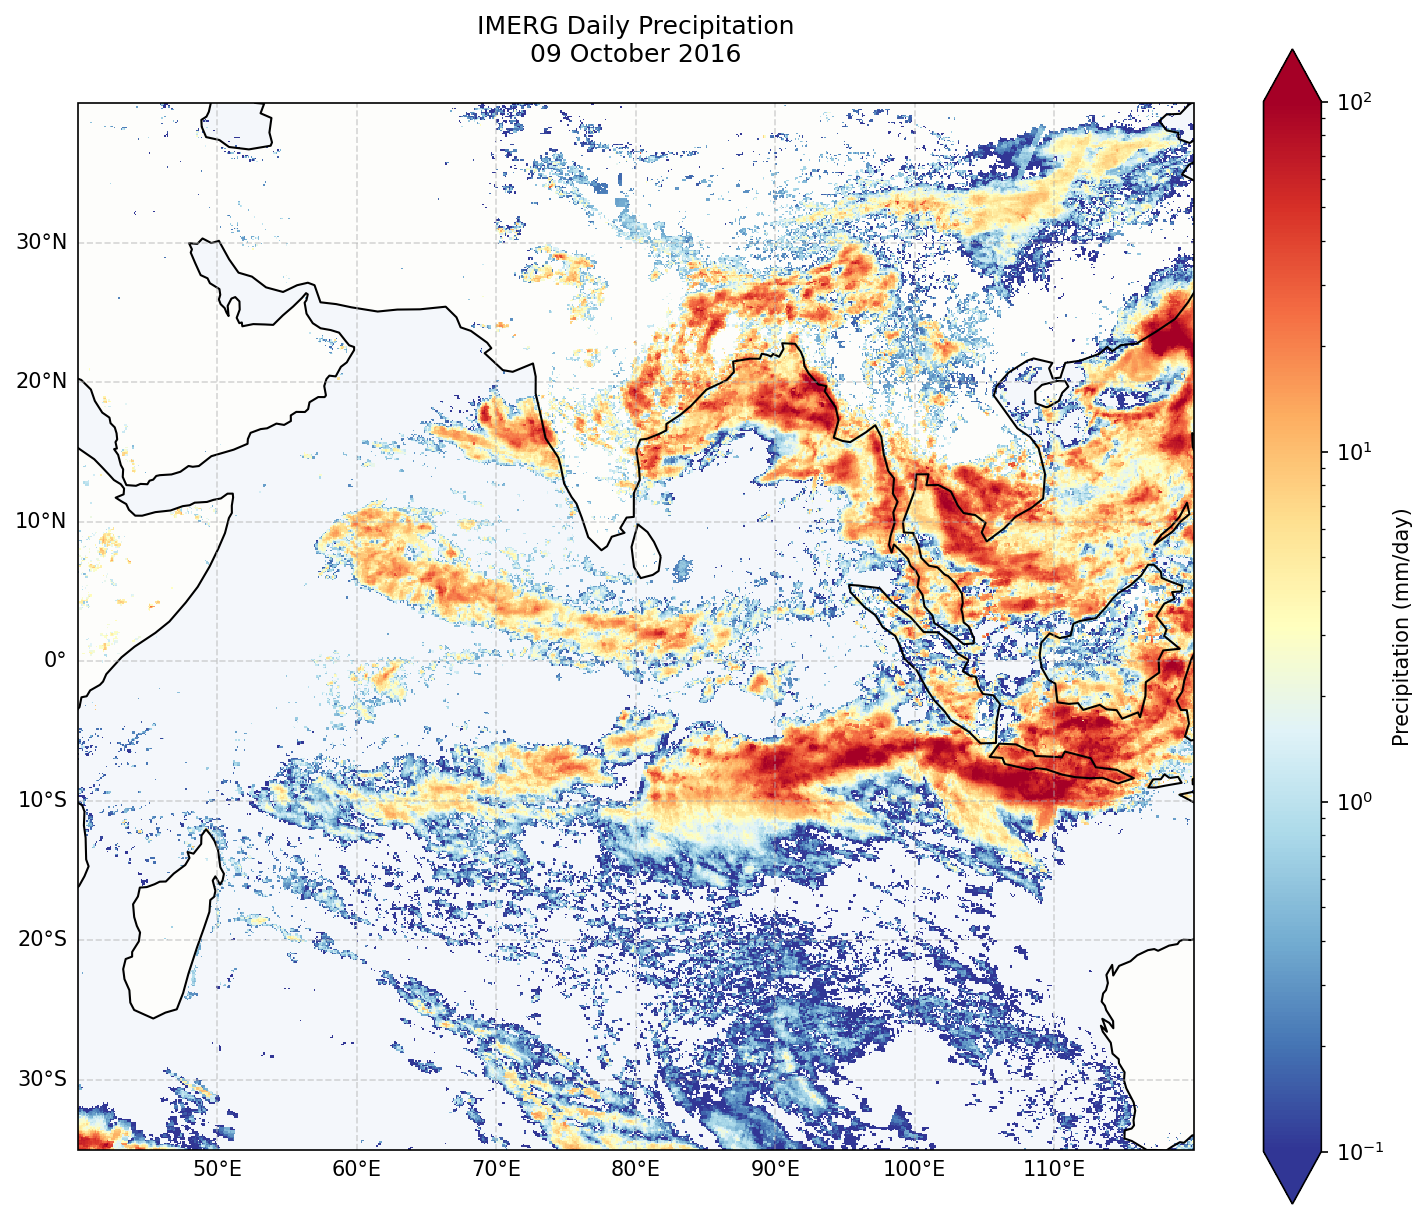 IMERG Daily Precipitation
09 October 2016
30°N
20°N
10°N
0°
10°S
20°S
30°S
50°E
60°E
70°E
80°E
90°E
100°E
110°E
10²
10¹
10⁰
10⁻¹
Precipitation (mm/day)